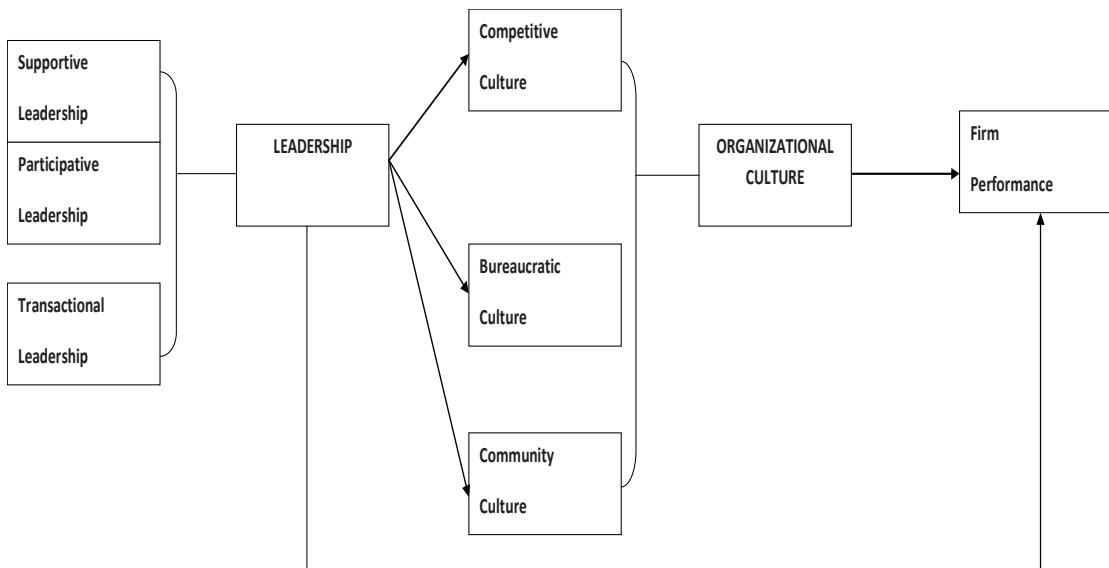 Supportive
Leadership
Participative
Leadership
Transactional
Leadership
LEADERSHIP
Competitive
Culture
Bureaucratic
Culture
Community
Culture
ORGANIZATIONAL
CULTURE
Firm
Performance